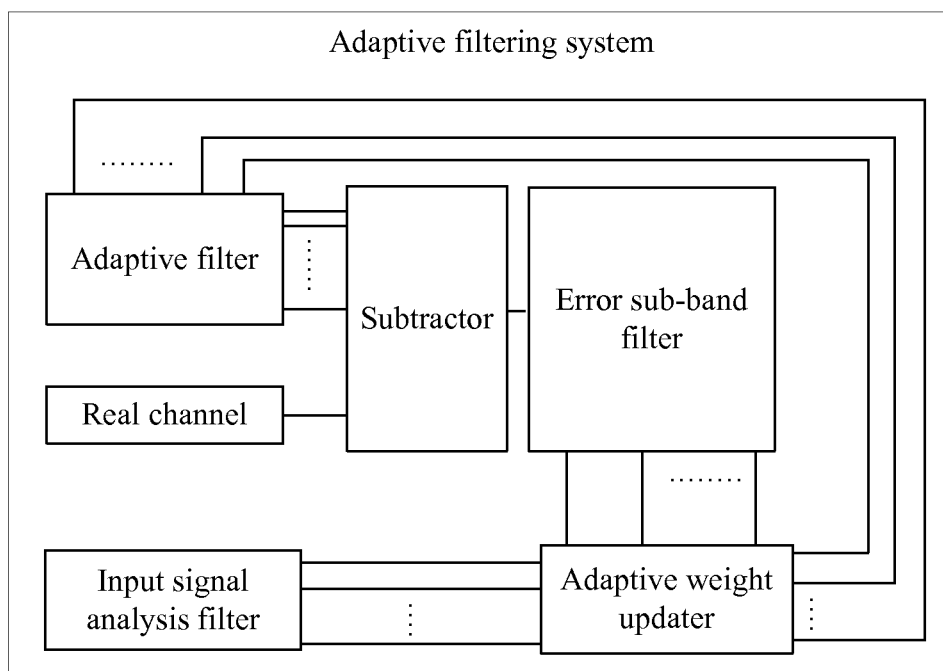 Adaptive filtering system
Adaptive filter
Subtractor
Error sub-band
filter
Real channel
Input signal
analysis filter
Adaptive weight
updater